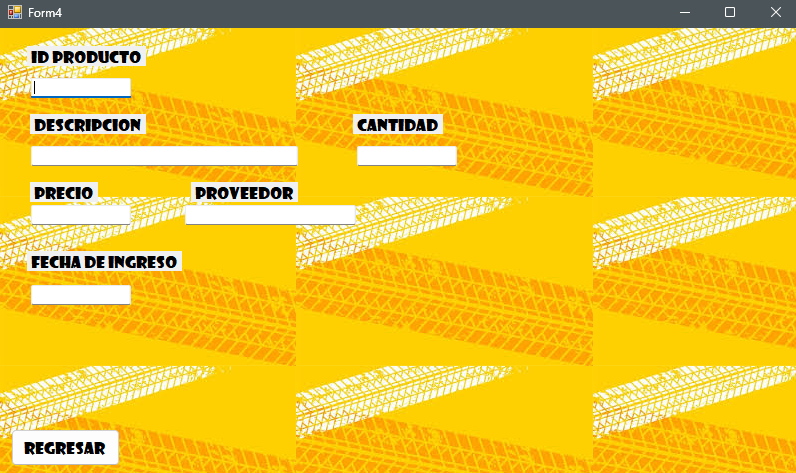 Form4
ID PRODUCTO
DESCRIPCION
CANTIDAD
PRECIO
PROVEEDOR
FECHA DE INGRESO
REGRESAR